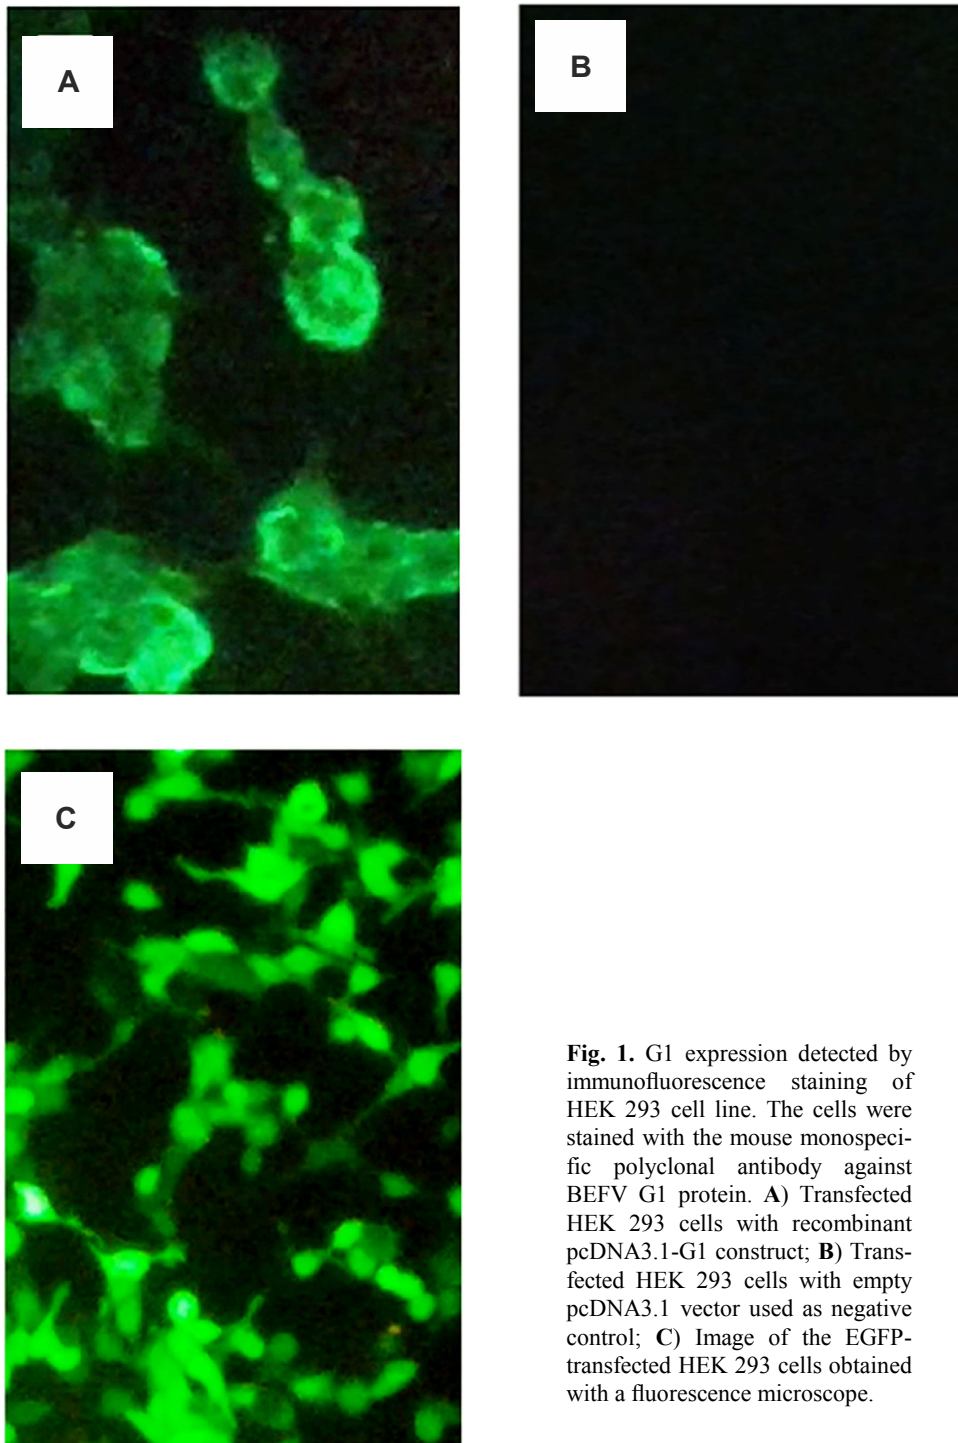 A
B
C
Fig. 1. G1 expression detected by
immunofluorescence staining of
HEK 293 cell line. The cells were
stained with the mouse monospeci-
fic polyclonal antibody against
BEFV G1 protein. A) Transfected
HEK 293 cells with recombinant
pcDNA3.1-G1 construct; B) Trans-
fected HEK 293 cells with empty
pcDNA3.1 vector used as negative
control; C) Image of the EGFP-
transfected HEK 293 cells obtained
with a fluorescence microscope.